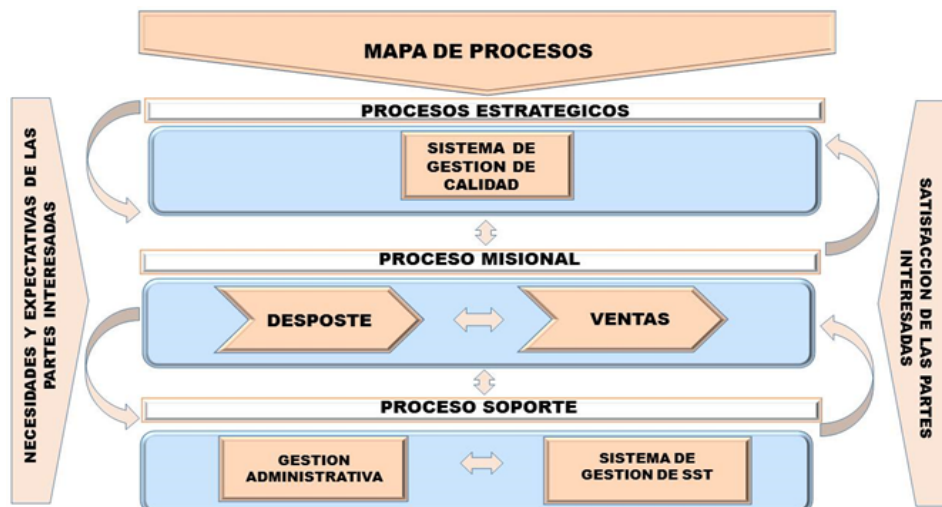 MAPA DE PROCESOS
NECESIDADES Y EXPECTATIVAS DE LAS
PARTES INTERESADAS
PROCESOS ESTRATEGICOS
SISTEMA DE
GESTION DE
CALIDAD
PROCESO MISIONAL
DESPOSTE
VENTAS
PROCESO SOPORTE
GESTION
ADMINISTRATIVA
SISTEMA DE
GESTION DE SST
SATISFACCION DE LAS PARTES
INTERESADAS